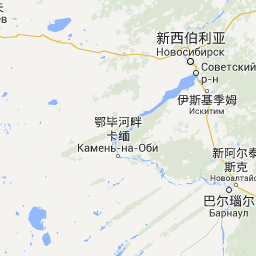 新西伯利亚
Новосибирск
Советский
р-н
伊斯基季姆
Искитим
鄂毕河畔
卡缅
Камень-на-Оби
新阿尔泰
斯克
Новоалтайс
巴尔瑙尔
Барнаул